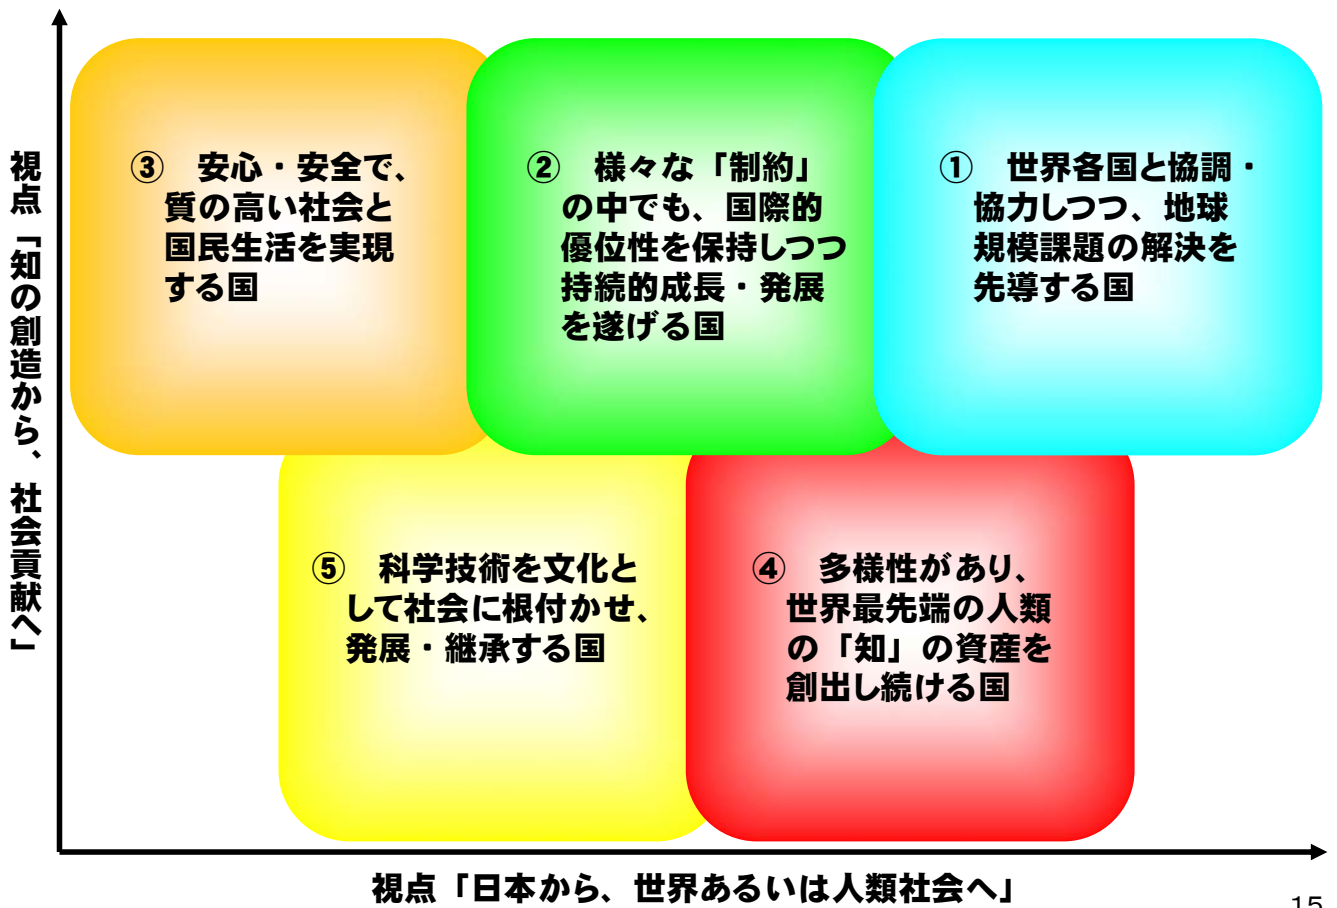 視点「知の創造から、社会貢献へ」
③ 安心・安全で、
質の高い社会と
国民生活を実現
する国
② 様々な「制約」
の中でも、国際的
優位性を保持しつつ
持続的成長・発展
を遂げる国
① 世界各国と協調・
協力しつつ、地球
規模課題の解決を
先導する国
⑤ 科学技術を文化と
して社会に根付かせ、
発展・継承する国
④ 多様性があり、
世界最先端の人類
の「知」の資産を
創出し続ける国
視点「日本から、世界あるいは人類社会へ」
15